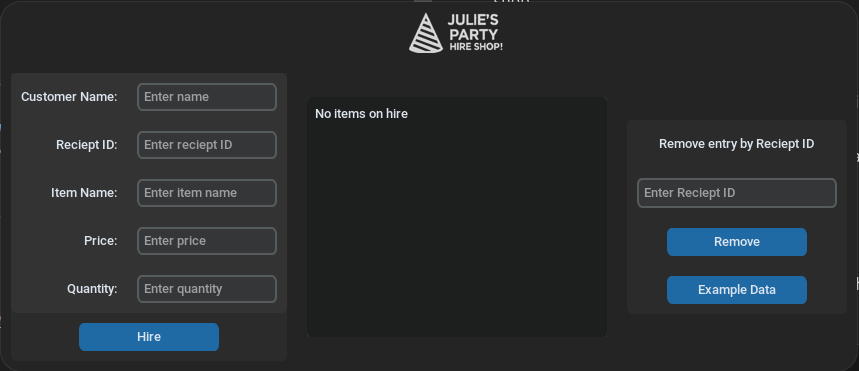 JULIE'S
PARTY
HIRE SHOP!
Customer Name:
Enter name
Reciept ID:
Enter reciept ID
Item Name:
Enter item name
Price:
Enter price
Quantity:
Enter quantity
Hire
No items on hire
Remove entry by Reciept ID
Enter Reciept ID
Remove
Example Data